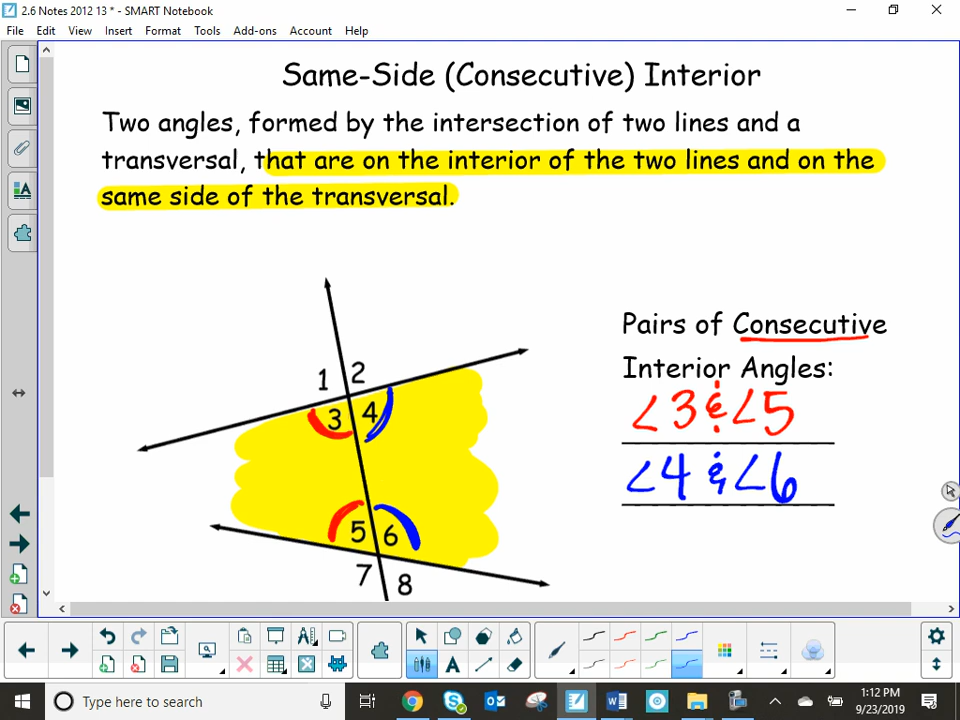 2.6 Notes 2012 13 * - SMART Notebook
File Edit View Insert Format Tools Add-ons Account Help
Same-Side (Consecutive) Interior
Two angles, formed by the intersection of two lines and a
transversal, that are on the interior of the two lines and on the
same side of the transversal.
Pairs of Consecutive
Interior Angles:
∠3 & ∠5
∠4 & ∠6
1 2
3 4
5 6
7 8
Type here to search
1:12 PM
9/23/2019